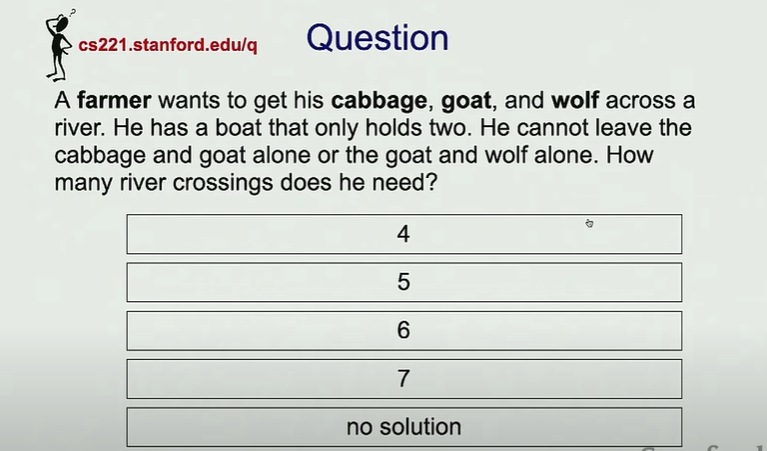 ?
cs221.stanford.edu/q
Question
A farmer wants to get his cabbage, goat, and wolf across a
river. He has a boat that only holds two. He cannot leave the
cabbage and goat alone or the goat and wolf alone. How
many river crossings does he need?
4
5
6
7
no solution